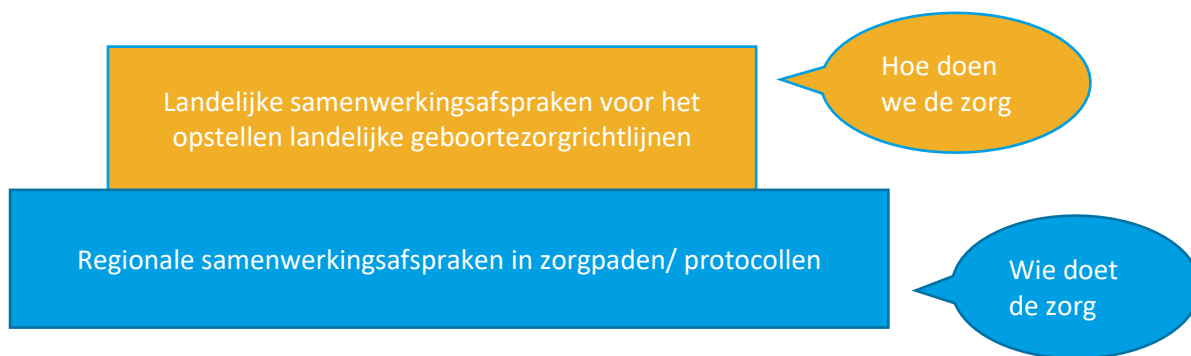 Landelijke samenwerkingsafspraken voor het
opstellen landelijke geboortezorgrichtlijnen
Hoe doen
we de zorg
Regionale samenwerkingsafspraken in zorgpaden/ protocollen
Wie doet
de zorg